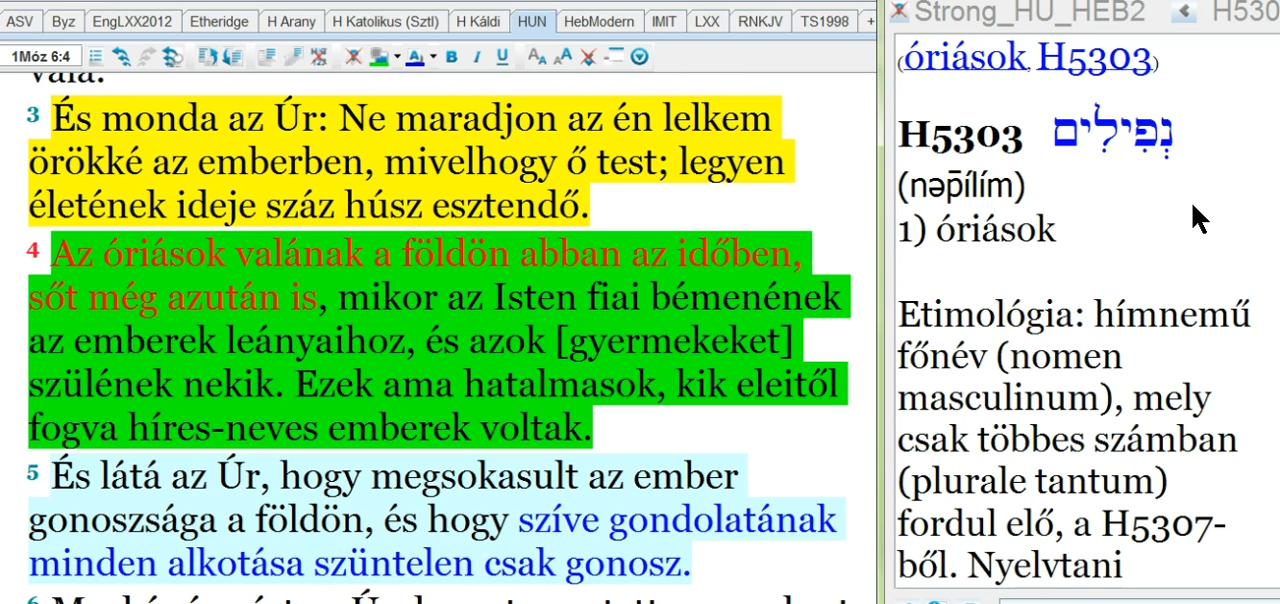 ASV Byz EngLXX2012 Etheridge H Arany H Katolikus (Sztl) H Káldi HUN HebModern IMIT LXX RNKJV TS1998 +
1Móz 6:4
vala.
3 És monda az Úr: Ne maradjon az én lelkem
örökké az emberben, mivelhogy ő test; legyen
életének ideje száz húsz esztendő.
4 Az óriások valának a földön abban az időben,
sőt még azután is, mikor az Isten fiai bémenének
az emberek leányaihoz, és azok [gyermekeket]
szülének nekik. Ezek ama hatalmasok, kik eleitől
fogva híres-neves emberek voltak.
5 És látá az Úr, hogy megsokasult az ember
gonoszsága a földön, és hogy szíve gondolatának
minden alkotása szüntelen csak gonosz.
Strong_HU_HEB2 H530
(óriások, H5303)
H5303 נְפִילִים
(nəp̄ílím)
1) óriások
Etimológia: hímnemű
főnév (nomen
masculinum), mely
csak többes számban
(plurale tantum)
fordul elő, a H5307-
ből. Nyelvtani